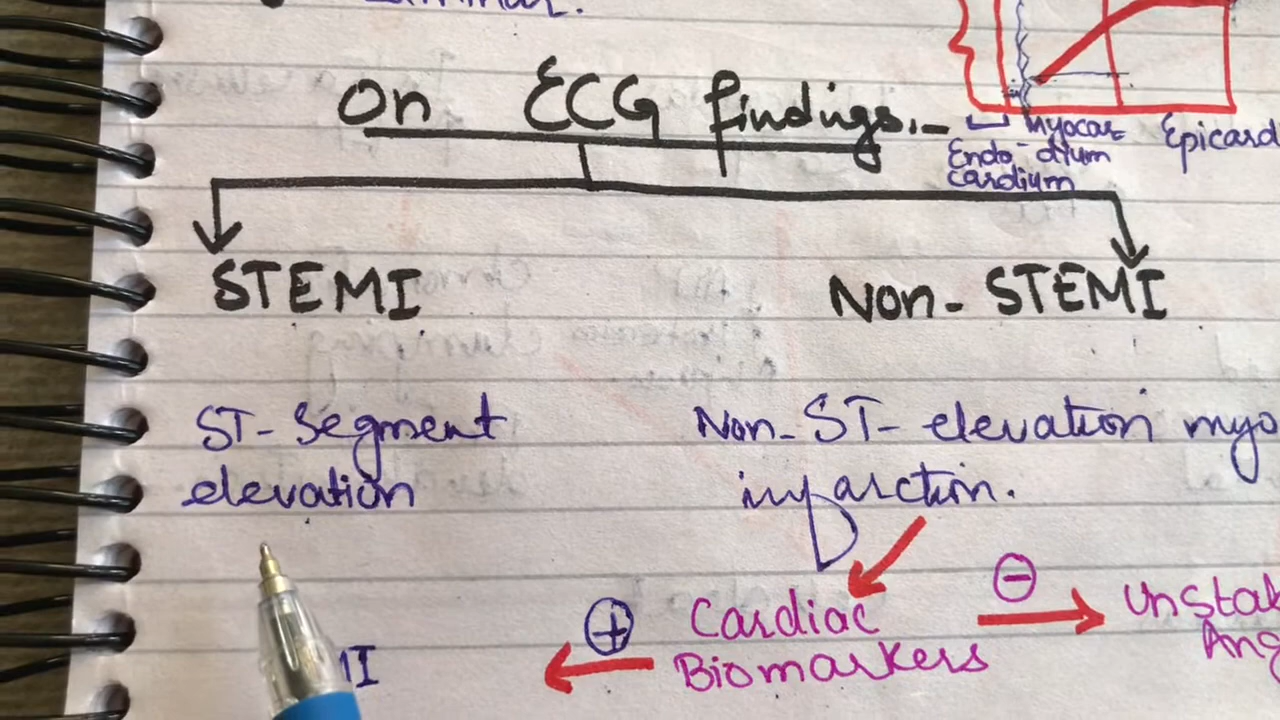 On ECG findings.-
Myocar
Endo- dium
cardium
Epicard
STEMI
Non- STEMI
ST- Segment
elevation
Non- ST- elevation myo
infarction.
+
Cardiac
Biomarkers
-
Unstab
Ang
MI